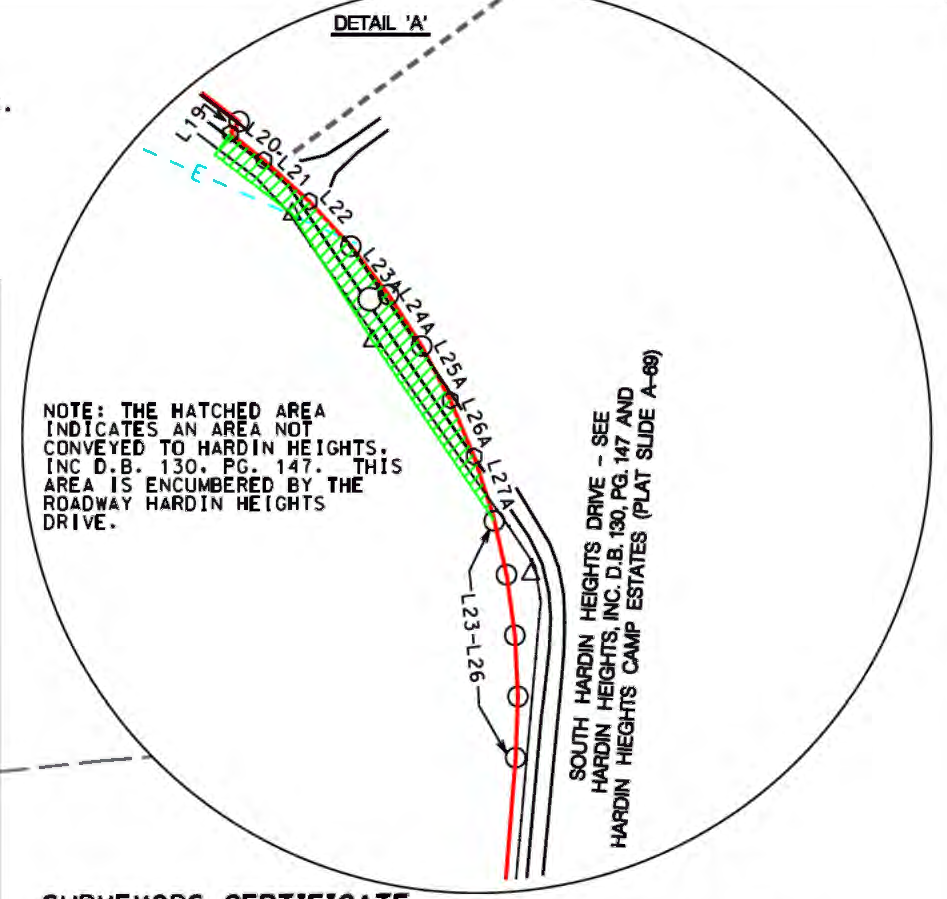 DETAIL 'A'
.
L19
L20-L21
L22
E
L23A
L24A
L25A
L26A
L27A
NOTE: THE HATCHED AREA
INDICATES AN AREA NOT
CONVEYED TO HARDIN HEIGHTS,
INC D.B. 130, PG. 147. THIS
AREA IS ENCUMBERED BY THE
ROADWAY HARDIN HEIGHTS
DRIVE.
L23-L26
SOUTH HARDIN HEIGHTS DRIVE - SEE
HARDIN HEIGHTS, INC. D.B. 130, PG. 147 AND
HARDIN HIEGHTS CAMP ESTATES (PLAT SLIDE A-69)
SURVEYORS CERTIFICATE